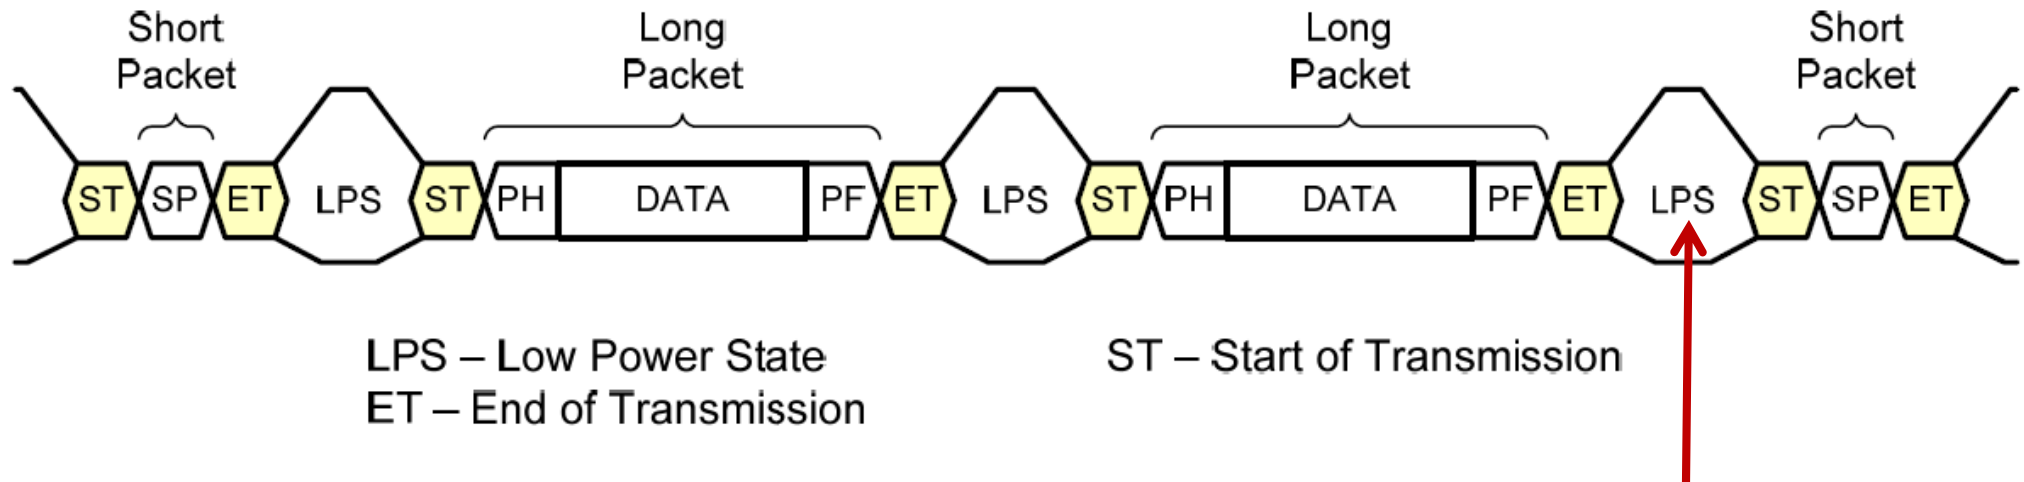 Short Packet
Long Packet
Long Packet
Short Packet
ST SP ET LPS ST PH DATA PF ET LPS ST PH DATA PF ET LPS ST SP ET
LPS – Low Power State
ET – End of Transmission
ST – Start of Transmission